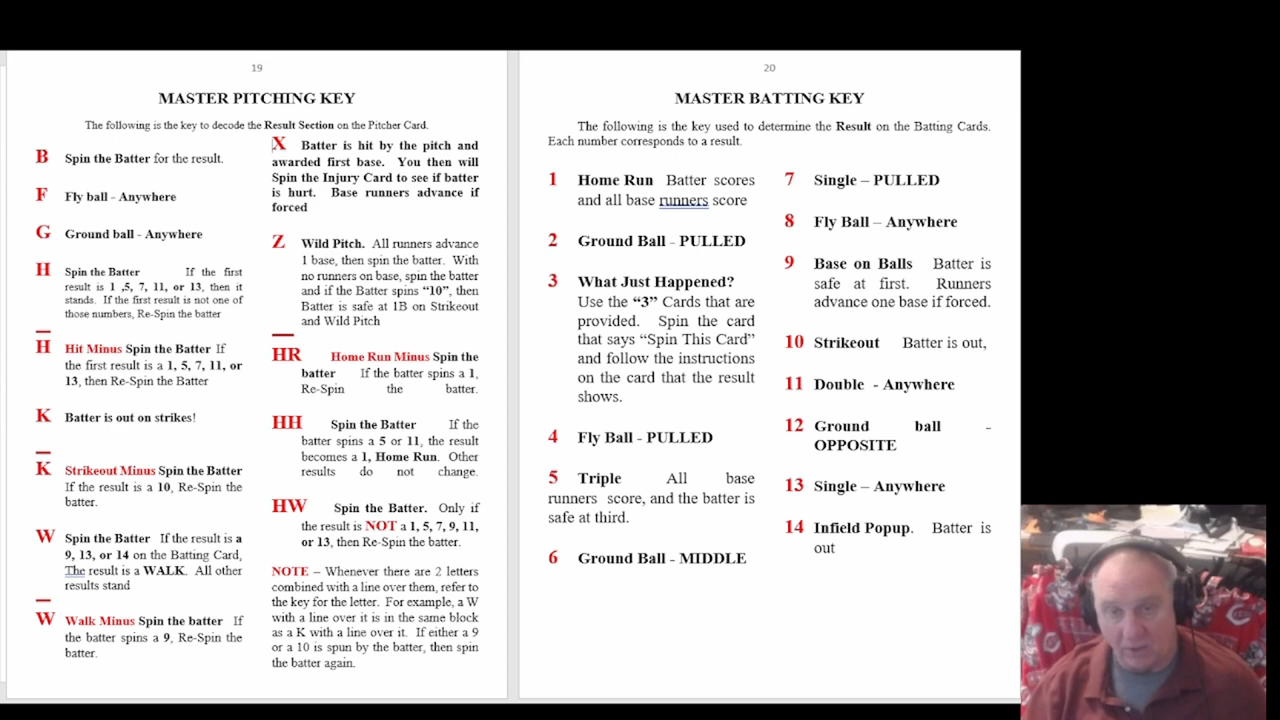 19
MASTER PITCHING KEY
The following is the key to decode the Result Section on the Pitcher Card.
B Spin the Batter for the result.
F Fly ball - Anywhere
G Ground ball - Anywhere
H Spin the Batter If the first
result is 1 ,5, 7, 11, or 13, then it
stands. If the first result is not one of
those numbers, Re-Spin the batter
H Hit Minus Spin the Batter If
the first result is a 1, 5, 7, 11, or
13, then Re-Spin the Batter
K Batter is out on strikes!
K Strikeout Minus Spin the Batter
If the result is a 10, Re-Spin the
batter.
W Spin the Batter If the result is a
9, 13, or 14 on the Batting Card,
The result is a WALK. All other
results stand
W Walk Minus Spin the batter If
the batter spins a 9, Re-Spin the
batter.
X Batter is hit by the pitch and
awarded first base. You then will
Spin the Injury Card to see if batter
is hurt. Base runners advance if
forced
Z Wild Pitch. All runners advance
1 base, then spin the batter. With
no runners on base, spin the batter
and if the Batter spins “10”, then
Batter is safe at 1B on Strikeout
and Wild Pitch
HR Home Run Minus Spin the
batter If the batter spins a 1,
Re-Spin the batter.
HH Spin the Batter If the
batter spins a 5 or 11, the result
becomes a 1, Home Run. Other
results do not change.
HW Spin the Batter. Only if
the result is NOT a 1, 5, 7, 9, 11,
or 13, then Re-Spin the batter.
NOTE – Whenever there are 2 letters
combined with a line over them, refer to
the key for the letter. For example, a W
with a line over it is in the same block
as a K with a line over it. If either a 9
or a 10 is spun by the batter, then spin
the batter again.
20
MASTER BATTING KEY
The following is the key used to determine the Result on the Batting Cards.
Each number corresponds to a result.
1 Home Run Batter scores
and all base runners score
2 Ground Ball - PULLED
3 What Just Happened?
Use the “3” Cards that are
provided. Spin the card
that says “Spin This Card”
and follow the instructions
on the card that the result
shows.
4 Fly Ball - PULLED
5 Triple All base
runners score, and the batter is
safe at third.
6 Ground Ball - MIDDLE
7 Single – PULLED
8 Fly Ball – Anywhere
9 Base on Balls Batter is
safe at first. Runners
advance one base if forced.
10 Strikeout Batter is out,
11 Double - Anywhere
12 Ground ball -
OPPOSITE
13 Single – Anywhere
14 Infield Popup. Batter is
out